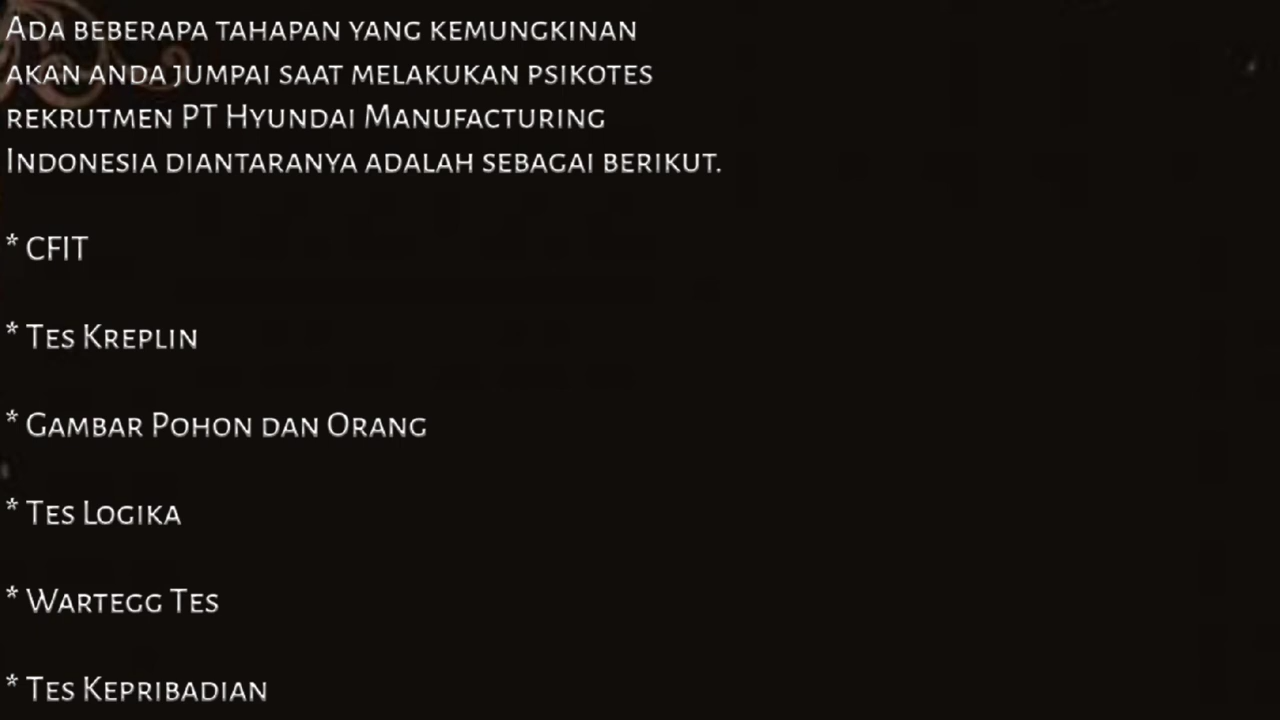 Ada beberapa tahapan yang kemungkinan
akan anda jumpai saat melakukan psikotes
rekrutmen PT Hyundai Manufacturing
Indonesia diantaranya adalah sebagai berikut.
* CFIT
* Tes Kreplin
* Gambar Pohon dan Orang
* Tes Logika
* Wartegg Tes
* Tes Kepribadian